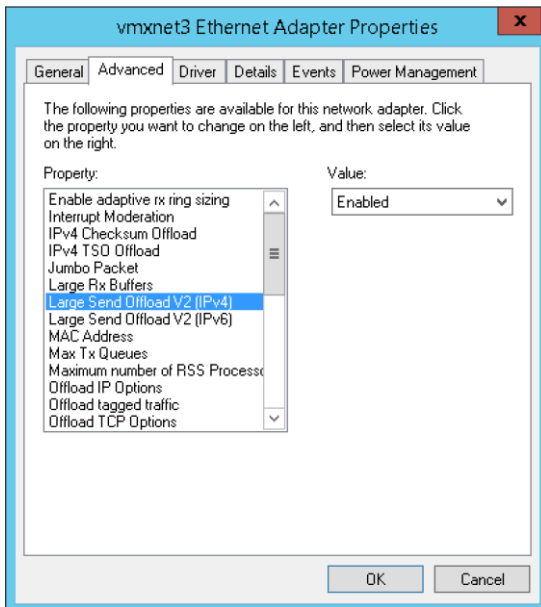 vmxnet3 Ethernet Adapter Properties
x
General Advanced Driver Details Events Power Management
The following properties are available for this network adapter. Click
the property you want to change on the left, and then select its value
on the right.
Property: Value:
Enable adaptive rx ring sizing Enabled
Interrupt Moderation
IPv4 Checksum Offload
IPv4 TSO Offload
Jumbo Packet
Large Rx Buffers
Large Send Offload V2 (IPv4)
Large Send Offload V2 (IPv6)
MAC Address
Max Tx Queues
Maximum number of RSS Processo
Offload IP Options
Offload tagged traffic
Offload TCP Options
OK Cancel